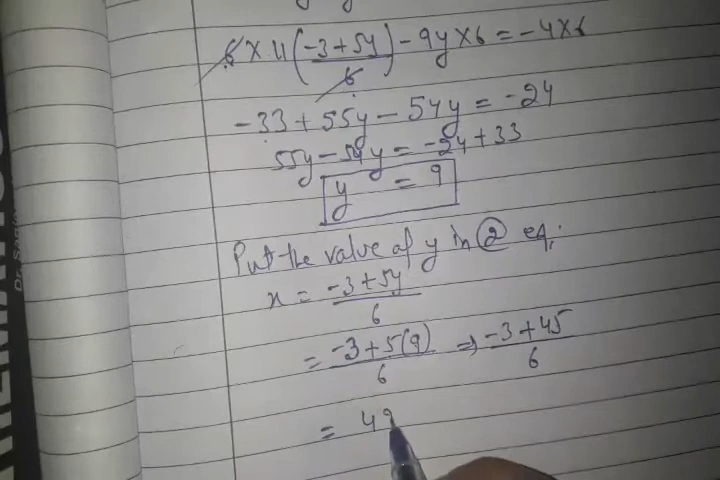 6 × 11 (-3+5y/6) - 9y × 6 = -4 × 6
-33 + 55y - 54y = -24
55y - 54y = -24 + 33
y = 9
Put the value of y in ② eq.
x = -3+5y/6
= -3+5(9)/6 ⇒ -3+45/6
= 4